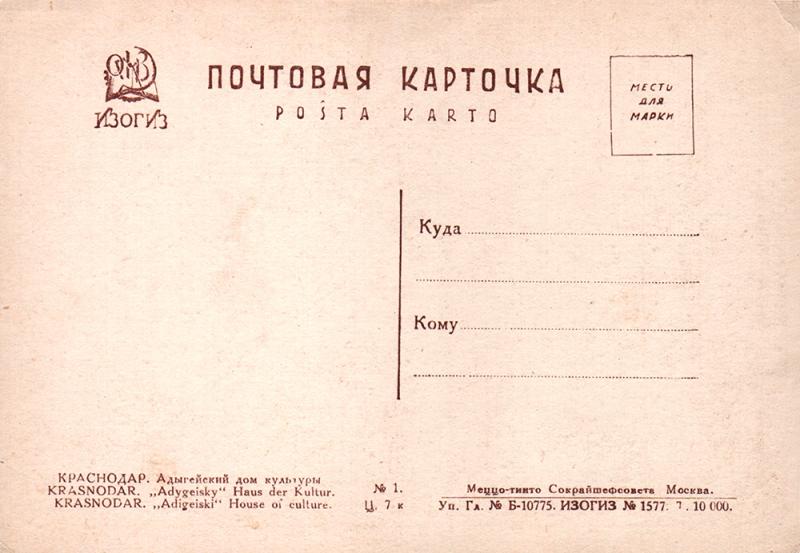 ИЗОГИЗ
ПОЧТОВАЯ КАРТОЧКА
POŜTA KARTO
МЕСТО
ДЛЯ
МАРКИ
Куда
Кому
КРАСНОДАР. Адыгейский дом культуры
KRASNODAR. „Adygeisky" Haus der Kultur.
KRASNODAR. „Adigeiski" House of culture.
№ 1.
Ц. 7 к
Меццо-тинто Сокрайшефсовета Москва.
Уп. Гл. № Б-10775. ИЗОГИЗ № 1577. 10 000.